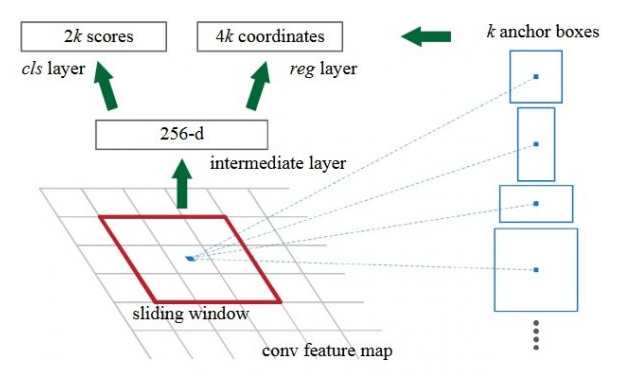 2k scores
4k coordinates
k anchor boxes
cls layer
reg layer
256-d
intermediate layer
sliding window
conv feature map